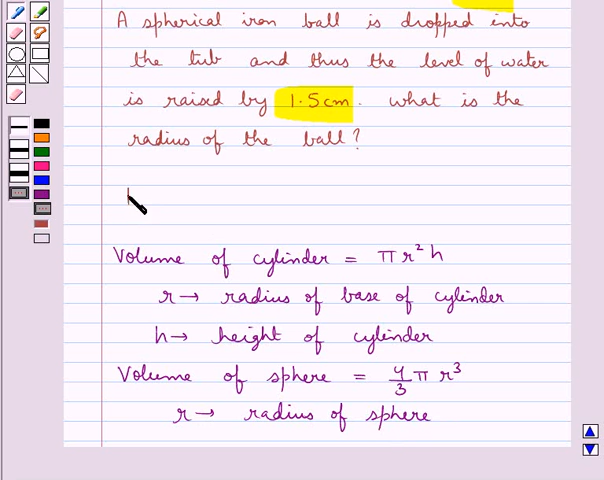 A spherical iron ball is dropped into
the tub and thus the level of water
is raised by 1.5cm. what is the
radius of the ball?
Volume of cylinder = πr²h
r → radius of base of cylinder
h → height of cylinder
Volume of sphere = 4/3 π r³
r → radius of sphere